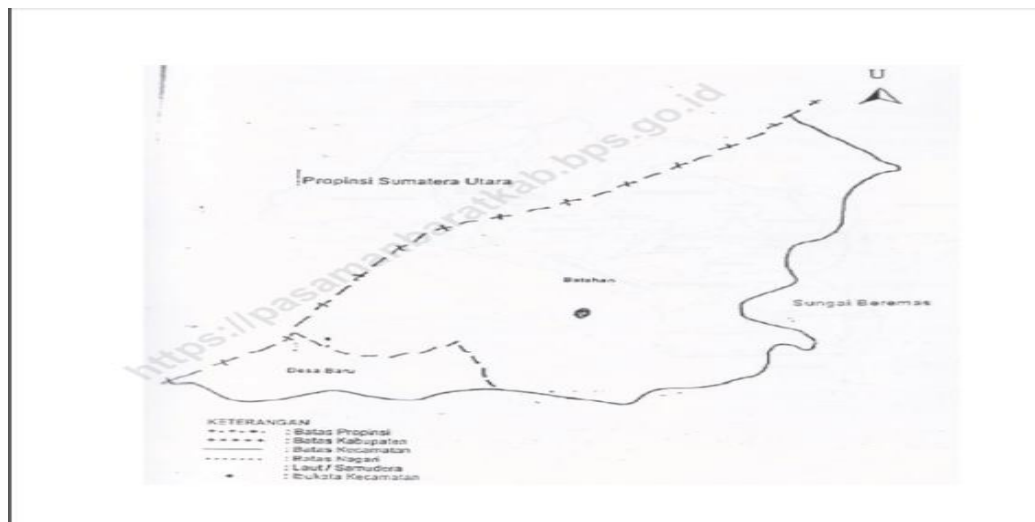 U
https://pasamanbaratkab.bps.go.id
Propinsi Sumatera Utara
Batahan
Sungai Beremas
Desa Baru
KETERANGAN
: Batas Propinsi
: Batas Kabupaten
: Batas Kecamatan
: Batas Nagari
: Laut / Samudera
: Ibukota Kecamatan